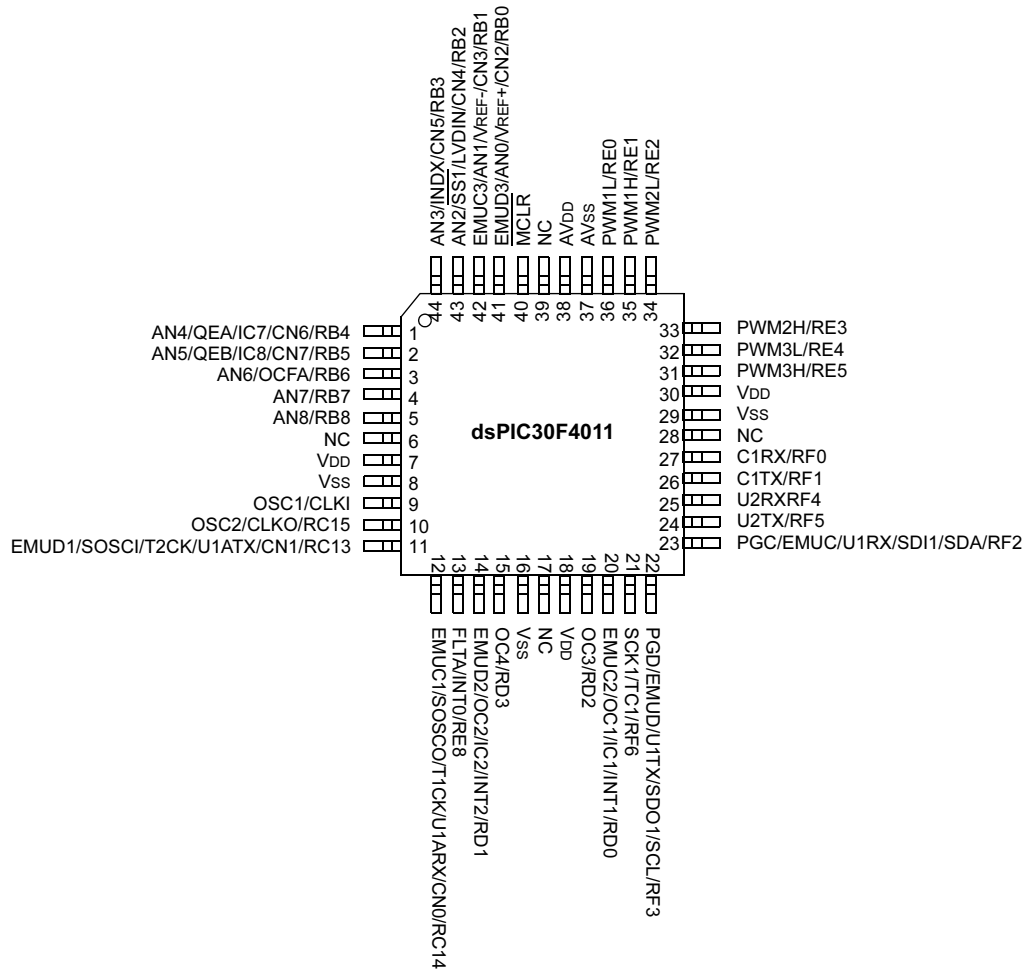 AN3/INDX/CN5/RB3
AN2/SS1/LVDIN/CN4/RB2
EMUC3/AN1/VREF-/CN3/RB1
EMUD3/AN0/VREF+/CN2/RB0
MCLR
NC
AVDD
AVSS
PWM1L/RE0
PWM1H/RE1
PWM2L/RE2
44
43
42
41
40
39
38
37
36
35
34
AN4/QEA/IC7/CN6/RB4 1
AN5/QEB/IC8/CN7/RB5 2
AN6/OCFA/RB6 3
AN7/RB7 4
AN8/RB8 5
NC 6
VDD 7
VSS 8
OSC1/CLKI 9
OSC2/CLKO/RC15 10
EMUD1/SOSCI/T2CK/U1ATX/CN1/RC13 11
dsPIC30F4011
33 PWM2H/RE3
32 PWM3L/RE4
31 PWM3H/RE5
30 VDD
29 VSS
28 NC
27 C1RX/RF0
26 C1TX/RF1
25 U2RXRF4
24 U2TX/RF5
23 PGC/EMUC/U1RX/SDI1/SDA/RF2
12
13
14
15
16
17
18
19
20
21
22
EMUC1/SOSCO/T1CK/U1ARX/CN0/RC14
FLTA/INT0/RE8
EMUD2/OC2/IC2/INT2/RD1
OC4/RD3
VSS
NC
VDD
OC3/RD2
EMUC2/OC1/IC1/INT1/RD0
SCK1/TC1/RF6
PGD/EMUD/U1TX/SDO1/SCL/RF3